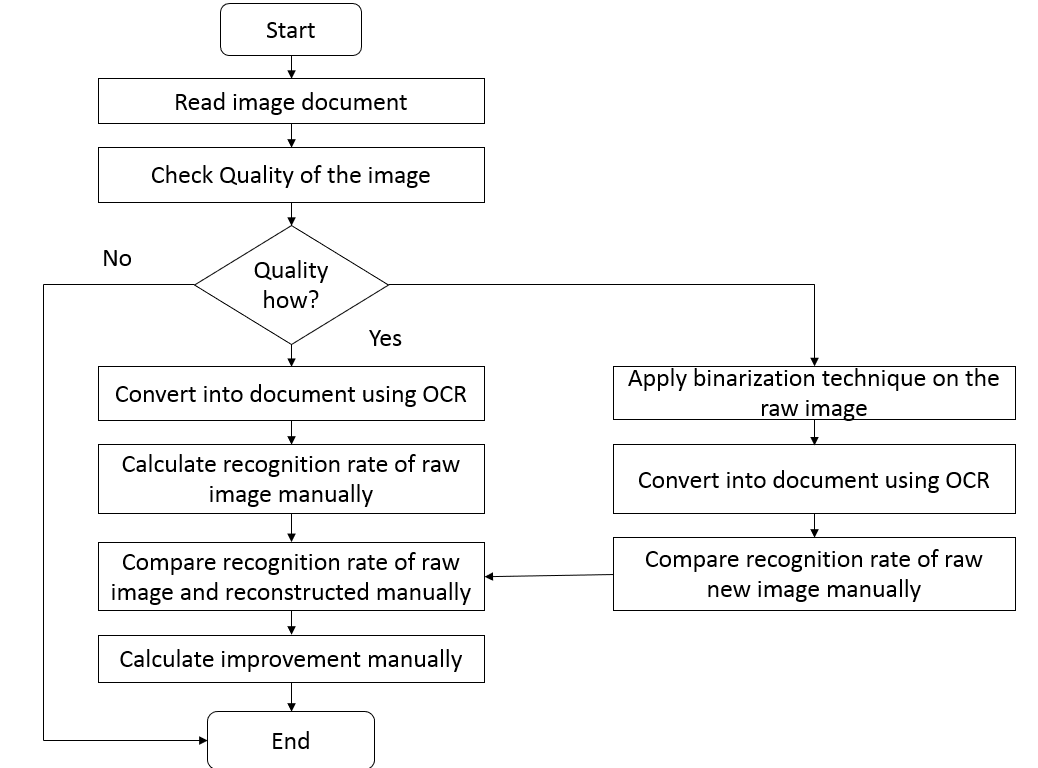 Start
Read image document
Check Quality of the image
No
Quality
how?
Yes
Convert into document using OCR
Calculate recognition rate of raw
image manually
Compare recognition rate of raw
image and reconstructed manually
Calculate improvement manually
End
Apply binarization technique on the
raw image
Convert into document using OCR
Compare recognition rate of raw
new image manually